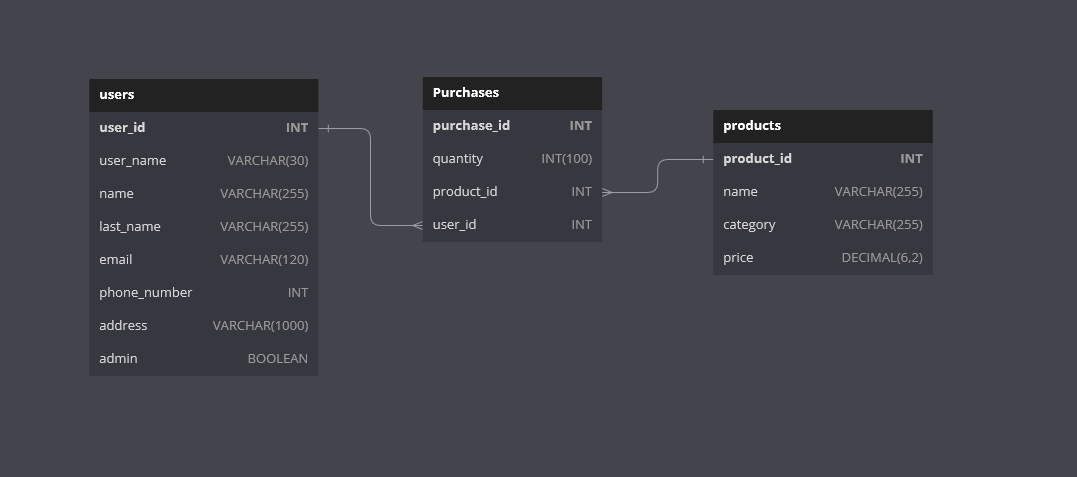 users
user_id INT
user_name VARCHAR(30)
name VARCHAR(255)
last_name VARCHAR(255)
email VARCHAR(120)
phone_number INT
address VARCHAR(1000)
admin BOOLEAN
Purchases
purchase_id INT
quantity INT(100)
product_id INT
user_id INT
products
product_id INT
name VARCHAR(255)
category VARCHAR(255)
price DECIMAL(6,2)